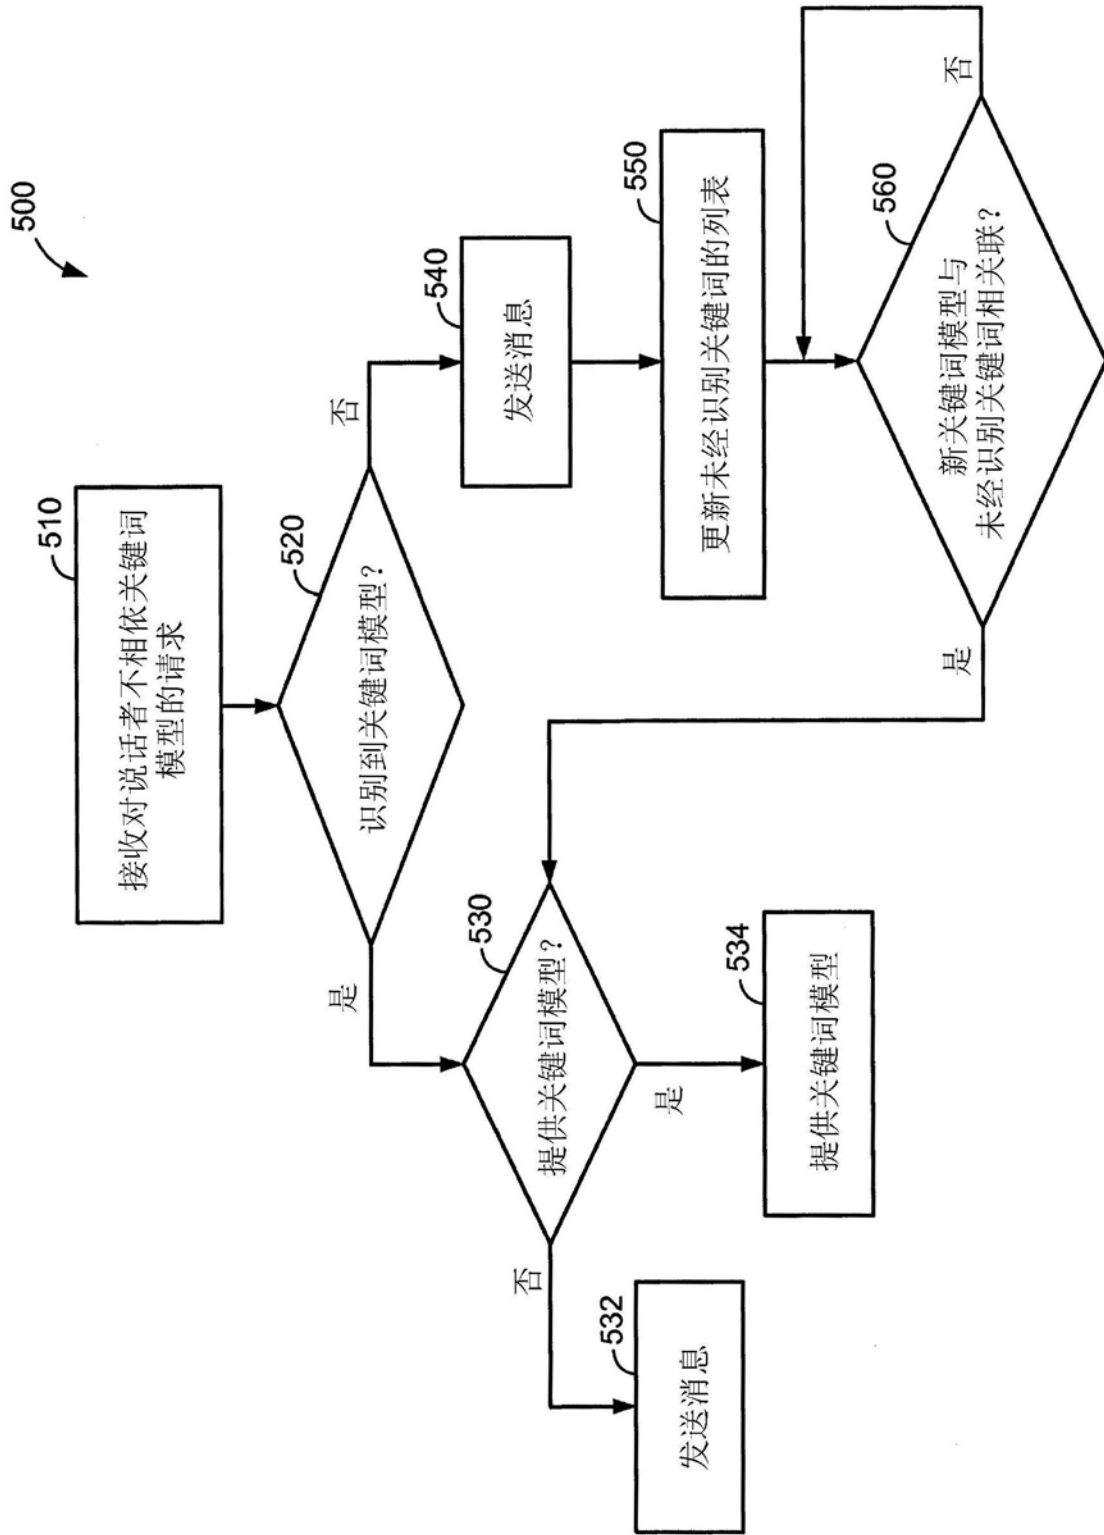 500
510
接收对说话者不相依关键词
模型的请求
520
识别到关键词模型?
是
否
530
提供关键词模型?
540
发送消息
否
是
550
更新未经识别关键词的列表
532
发送消息
534
提供关键词模型
560
新关键词模型与
未经识别关键词相关联?
是
否